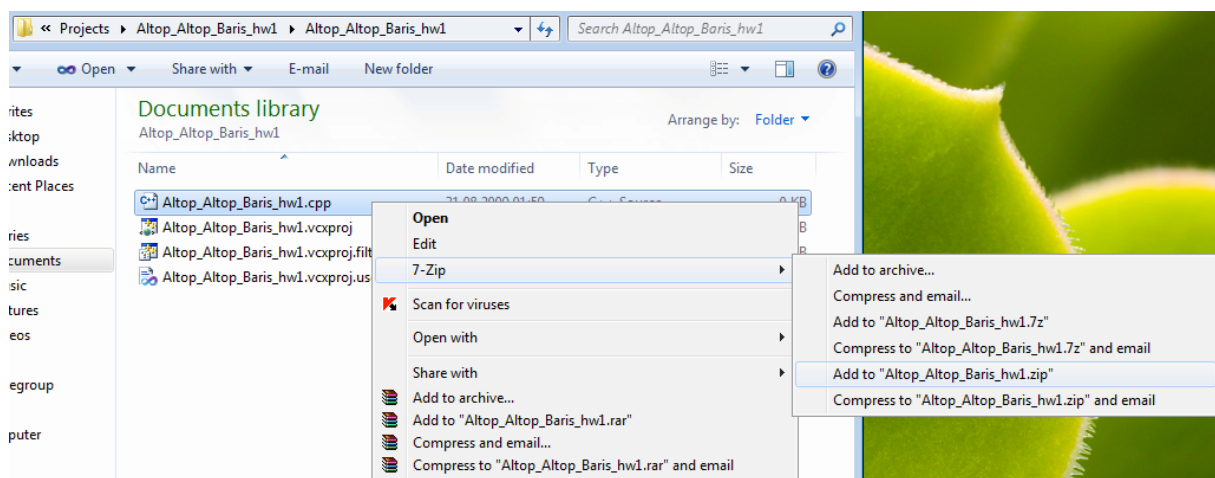 « Projects ▸ Altop_Altop_Baris_hw1 ▸ Altop_Altop_Baris_hw1
Search Altop_Altop_Baris_hw1
Open Share with E-mail New folder
rites
sktop
wnloads
cent Places
ries
cuments
usic
tures
eos
egroup
puter
Documents library
Altop_Altop_Baris_hw1
Arrange by: Folder
Name Date modified Type Size
Altop_Altop_Baris_hw1.cpp
Altop_Altop_Baris_hw1.vcxproj
Altop_Altop_Baris_hw1.vcxproj.filt
Altop_Altop_Baris_hw1.vcxproj.us
0 KB
B
B
Open
Edit
7-Zip
Scan for viruses
Open with
Share with
Add to archive...
Add to "Altop_Altop_Baris_hw1.rar"
Compress and email...
Compress to "Altop_Altop_Baris_hw1.rar" and email
Add to archive...
Compress and email...
Add to "Altop_Altop_Baris_hw1.7z"
Compress to "Altop_Altop_Baris_hw1.7z" and email
Add to "Altop_Altop_Baris_hw1.zip"
Compress to "Altop_Altop_Baris_hw1.zip" and email